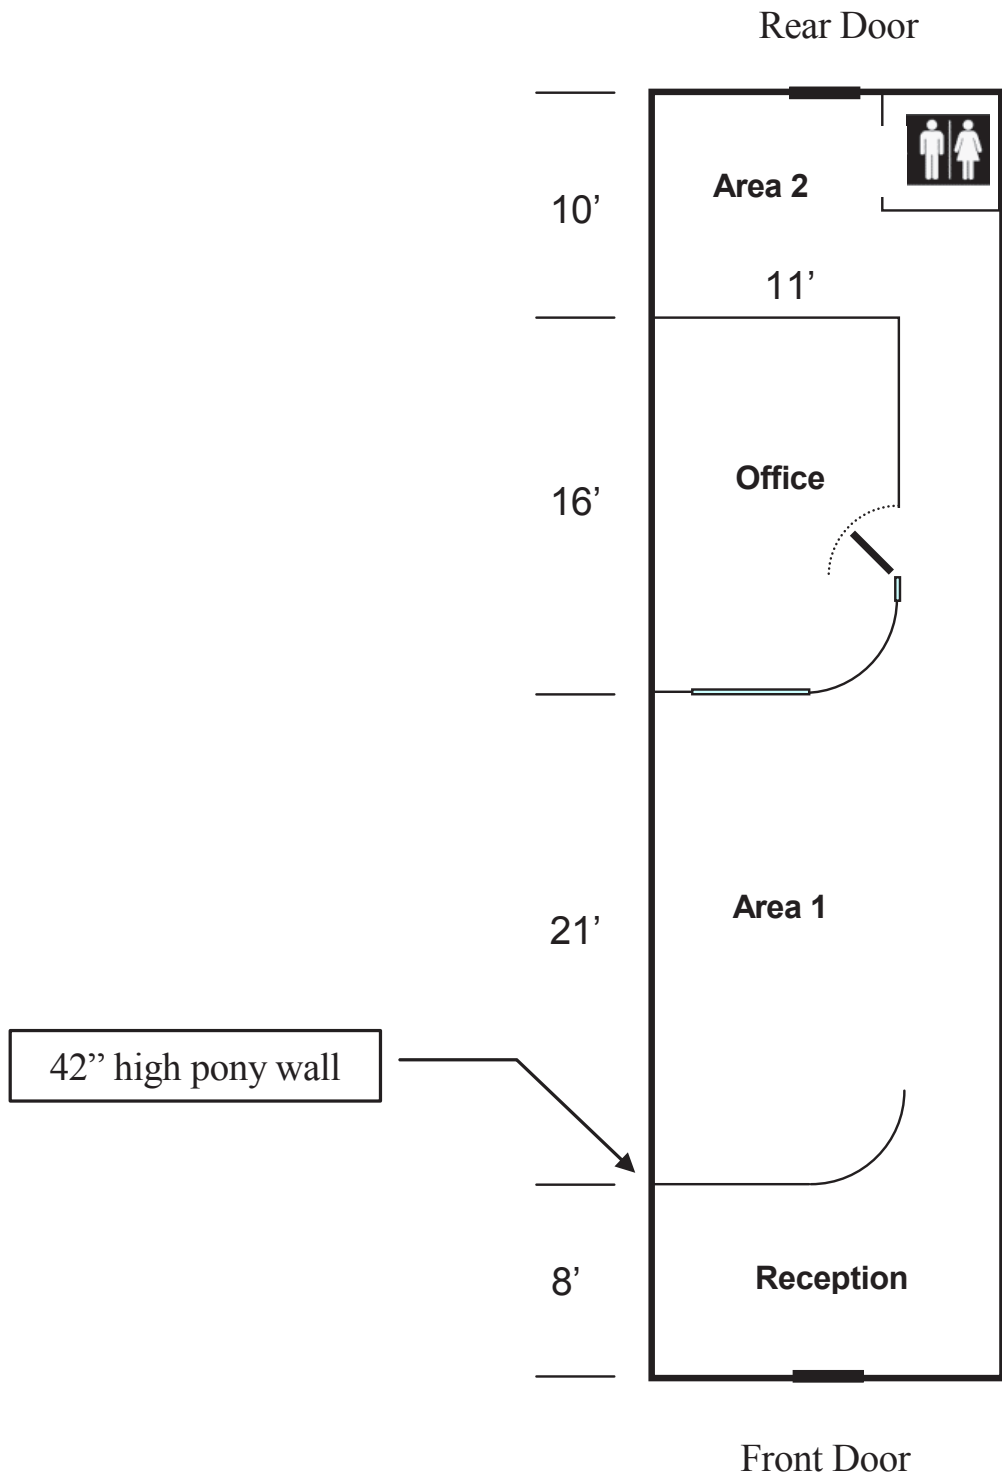 Rear Door
10’
Area 2
11’
16’
Office
21’
Area 1
42” high pony wall
8’
Reception
Front Door